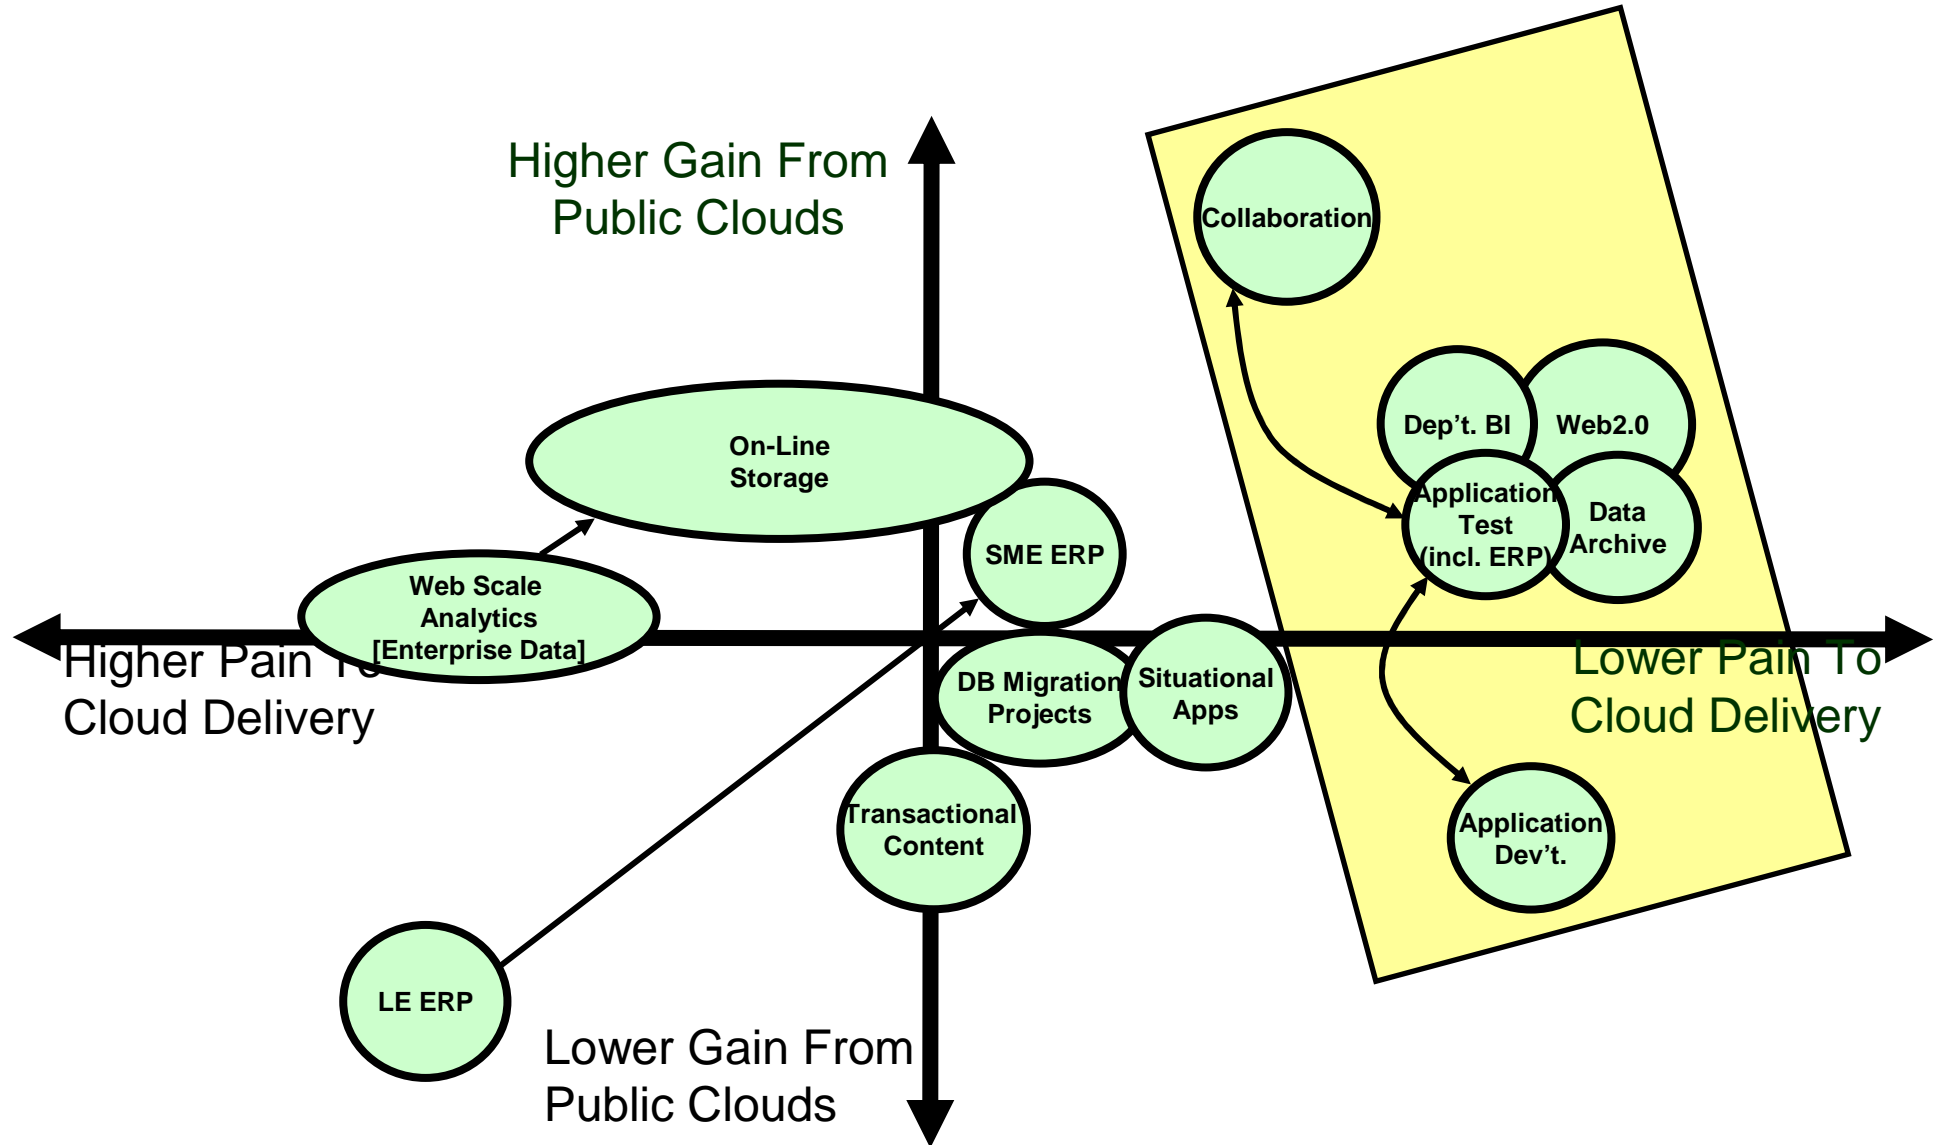 Higher Gain From
Public Clouds
Collaboration
Dep't. BI
Web2.0
On-Line
Storage
Application
Test
(incl. ERP)
Data
Archive
SME ERP
Web Scale
Analytics
[Enterprise Data]
Higher Pain To
Cloud Delivery
Lower Pain To
Cloud Delivery
DB Migration
Projects
Situational
Apps
Transactional
Content
Application
Dev't.
LE ERP
Lower Gain From
Public Clouds